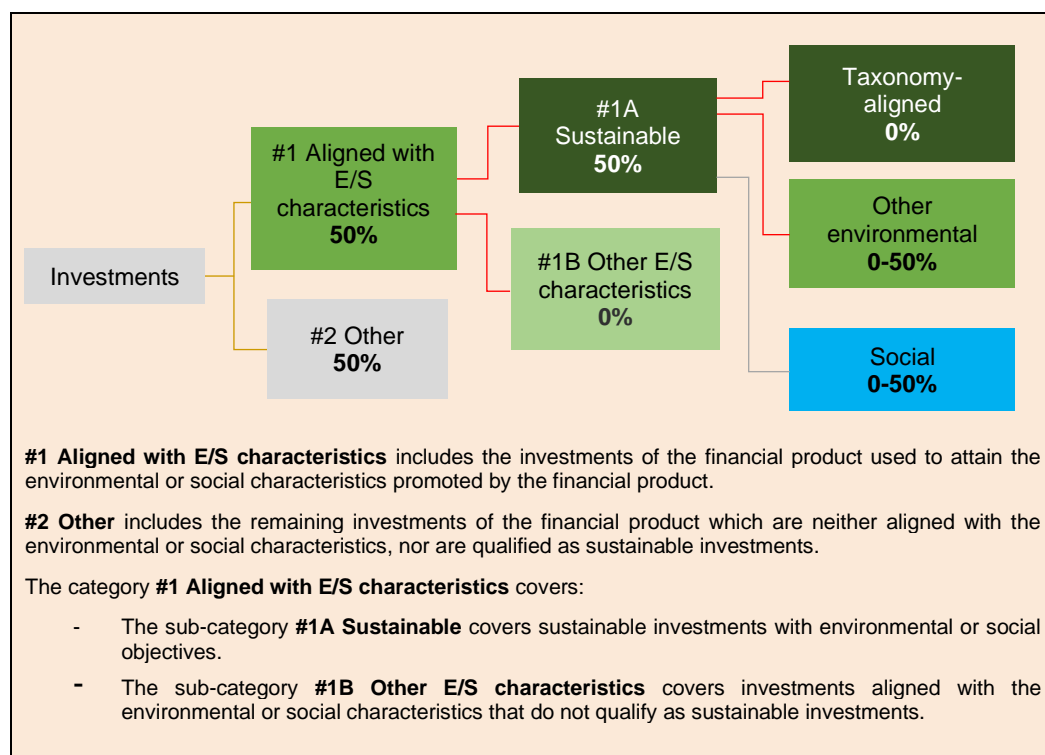 Investments
#1 Aligned with
E/S
characteristics
50%
#2 Other
50%
#1A
Sustainable
50%
#1B Other E/S
characteristics
0%
Taxonomy-
aligned
0%
Other
environmental
0-50%
Social
0-50%
#1 Aligned with E/S characteristics includes the investments of the financial product used to attain the
environmental or social characteristics promoted by the financial product.
#2 Other includes the remaining investments of the financial product which are neither aligned with the
environmental or social characteristics, nor are qualified as sustainable investments.
The category #1 Aligned with E/S characteristics covers:
- The sub-category #1A Sustainable covers sustainable investments with environmental or social
objectives.
- The sub-category #1B Other E/S characteristics covers investments aligned with the
environmental or social characteristics that do not qualify as sustainable investments.